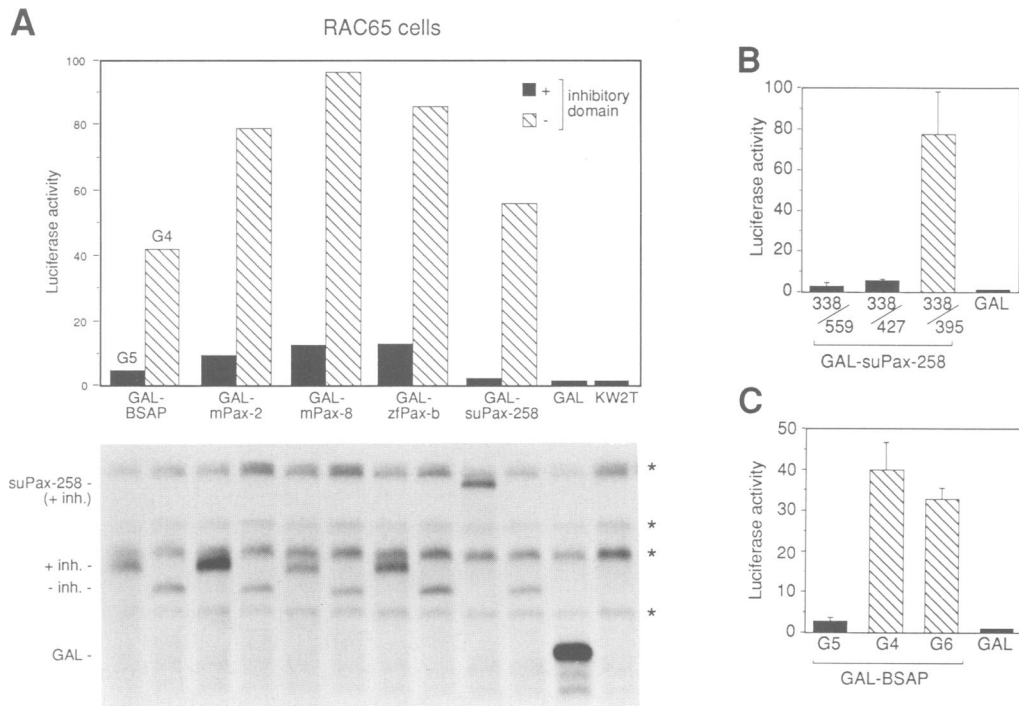 A
RAC65 cells
Luciferase activity
100
80
60
40
20
0
+
-
inhibitory
domain
G5
G4
GAL-
BSAP
GAL-
mPax-2
GAL-
mPax-8
GAL-
zfPax-b
GAL-
suPax-258
GAL
KW2T
suPax-258 -
(+ inh.)
+ inh. -
- inh. -
GAL -
*
*
*
*
B
Luciferase activity
100
80
60
40
20
0
338/559
338/427
338/395
GAL
GAL-suPax-258
C
Luciferase activity
50
40
30
20
10
0
G5
G4
G6
GAL
GAL-BSAP